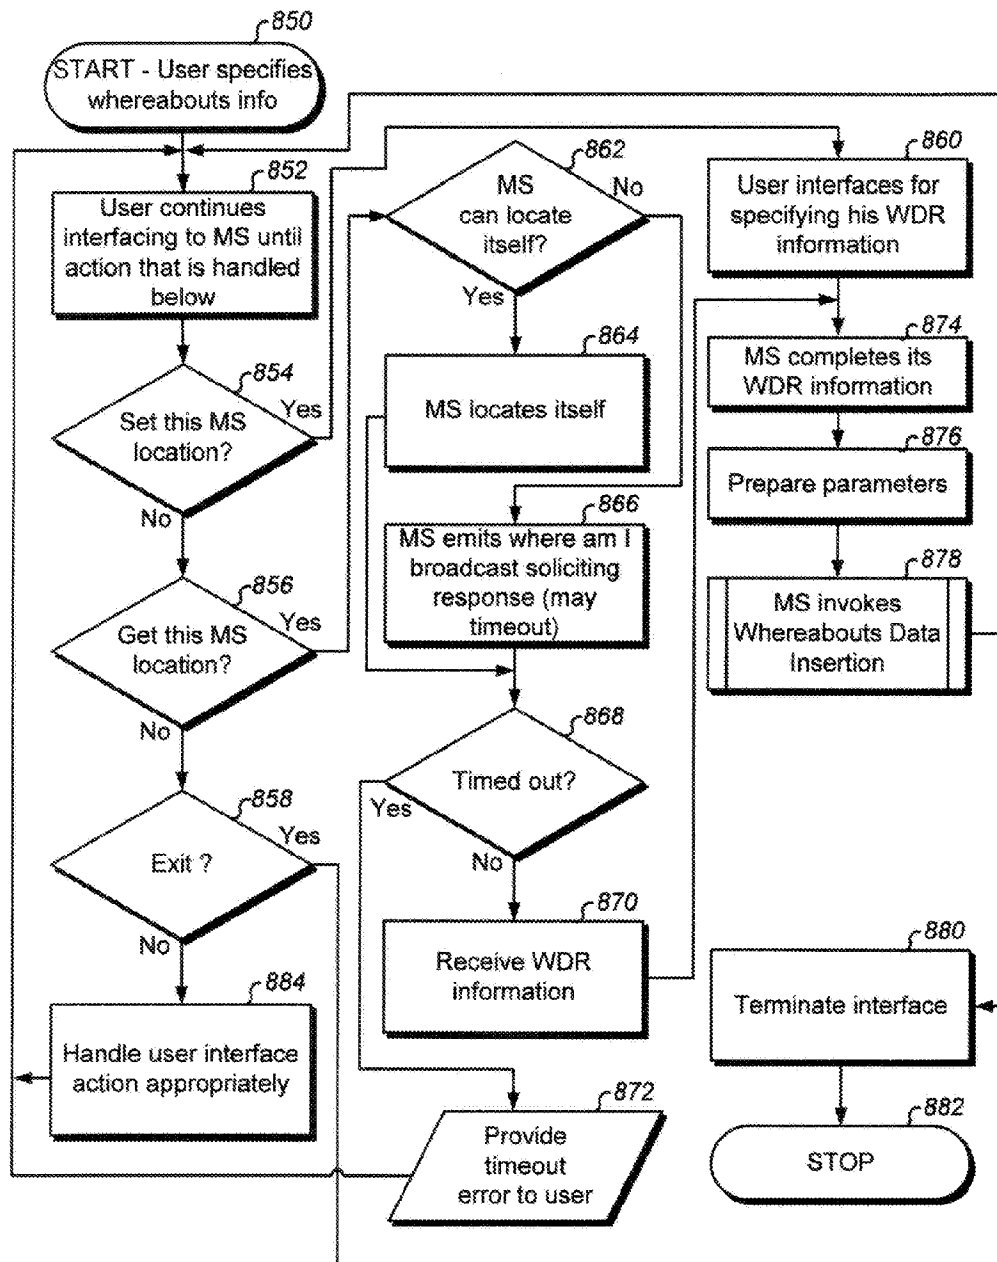 850
START - User specifies
whereabouts info
852
User continues
interfacing to MS until
action that is handled
below
854
Set this MS
location?
Yes
No
856
Get this MS
location?
Yes
No
858
Exit ?
Yes
No
884
Handle user interface
action appropriately
862
MS
can locate
itself?
No
Yes
864
MS locates itself
866
MS emits where am I
broadcast soliciting
response (may
timeout)
868
Timed out?
Yes
No
870
Receive WDR
information
872
Provide
timeout
error to user
860
User interfaces for
specifying his WDR
information
874
MS completes its
WDR information
876
Prepare parameters
878
MS invokes
Whereabouts Data
Insertion
880
Terminate interface
882
STOP